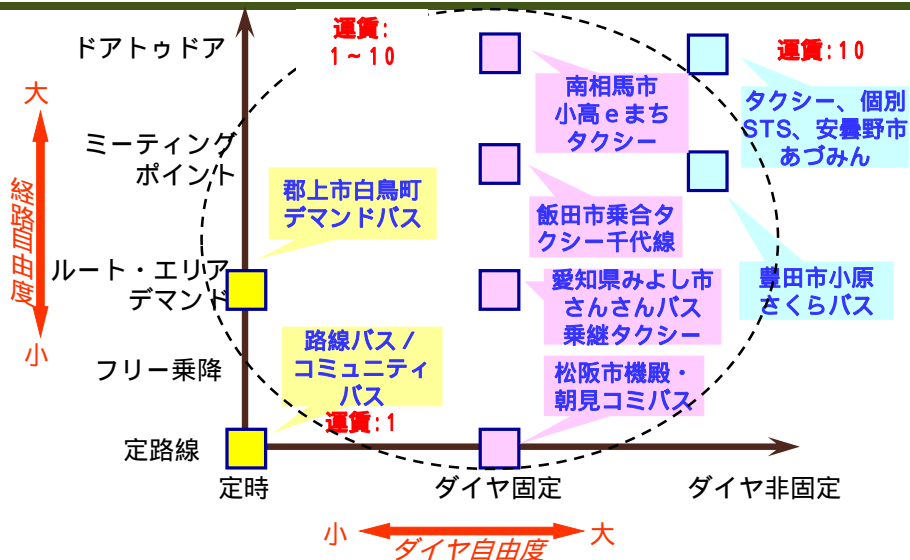 ドアトゥドア
ミーティング
ポイント
ルート・エリア
デマンド
フリー乗降
定路線
大
経路自由度
小
運賃:
1~10
運賃:10
南相馬市
小高eまち
タクシー
タクシー、個別
STS、安曇野市
あづみん
郡上市白鳥町
デマンドバス
飯田市乗合タ
クシー千代線
愛知県みよし市
さんさんバス
乗継タクシー
豊田市小原
さくらバス
路線バス/
コミュニティ
バス
運賃:1
松阪市機殿・
朝見コミバス
定時
ダイヤ固定
ダイヤ非固定
小
大
ダイヤ自由度